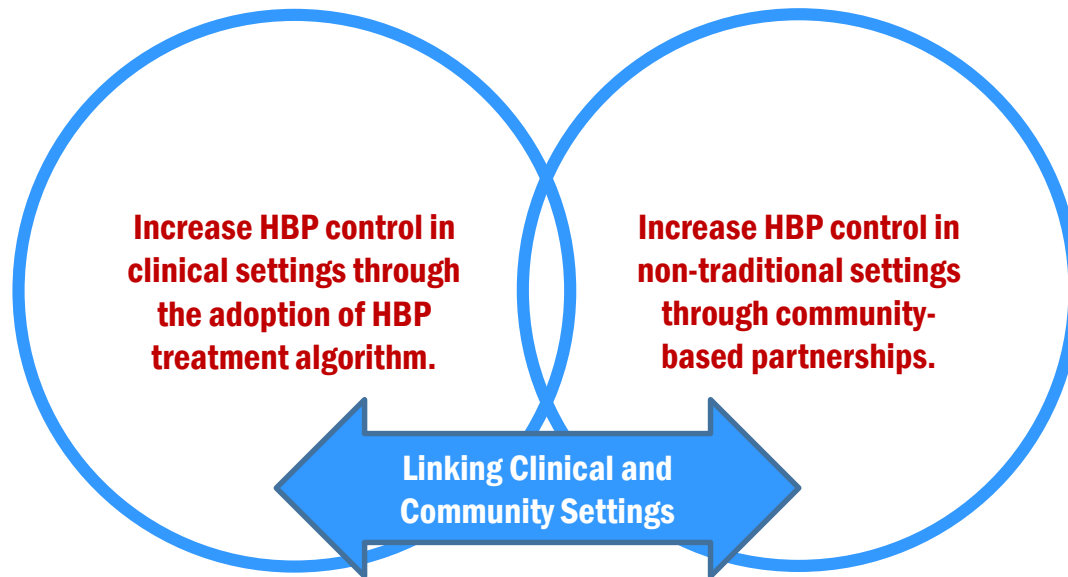 Increase HBP control in
clinical settings through
the adoption of HBP
treatment algorithm.
Increase HBP control in
non-traditional settings
through community-
based partnerships.
Linking Clinical and
Community Settings